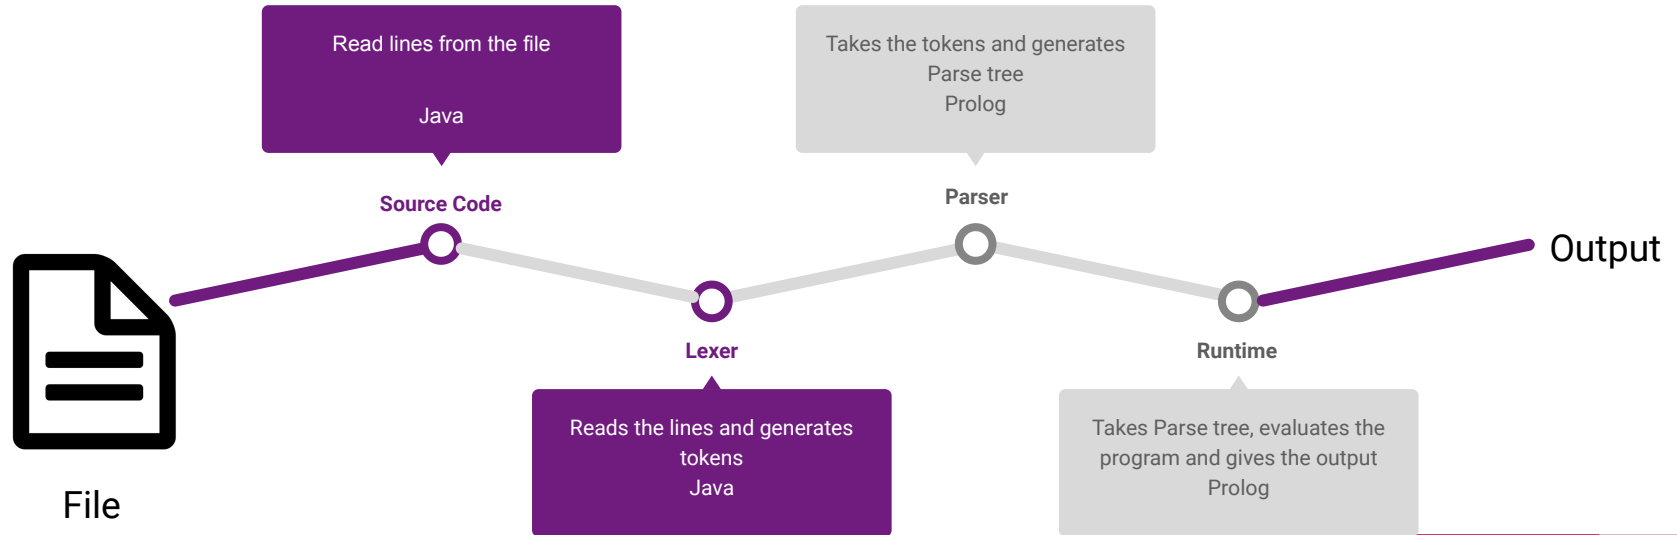 Read lines from the file
Java
Takes the tokens and generates
Parse tree
Prolog
Source Code
Parser
Output
File
Lexer
Runtime
Reads the lines and generates
tokens
Java
Takes Parse tree, evaluates the
program and gives the output
Prolog